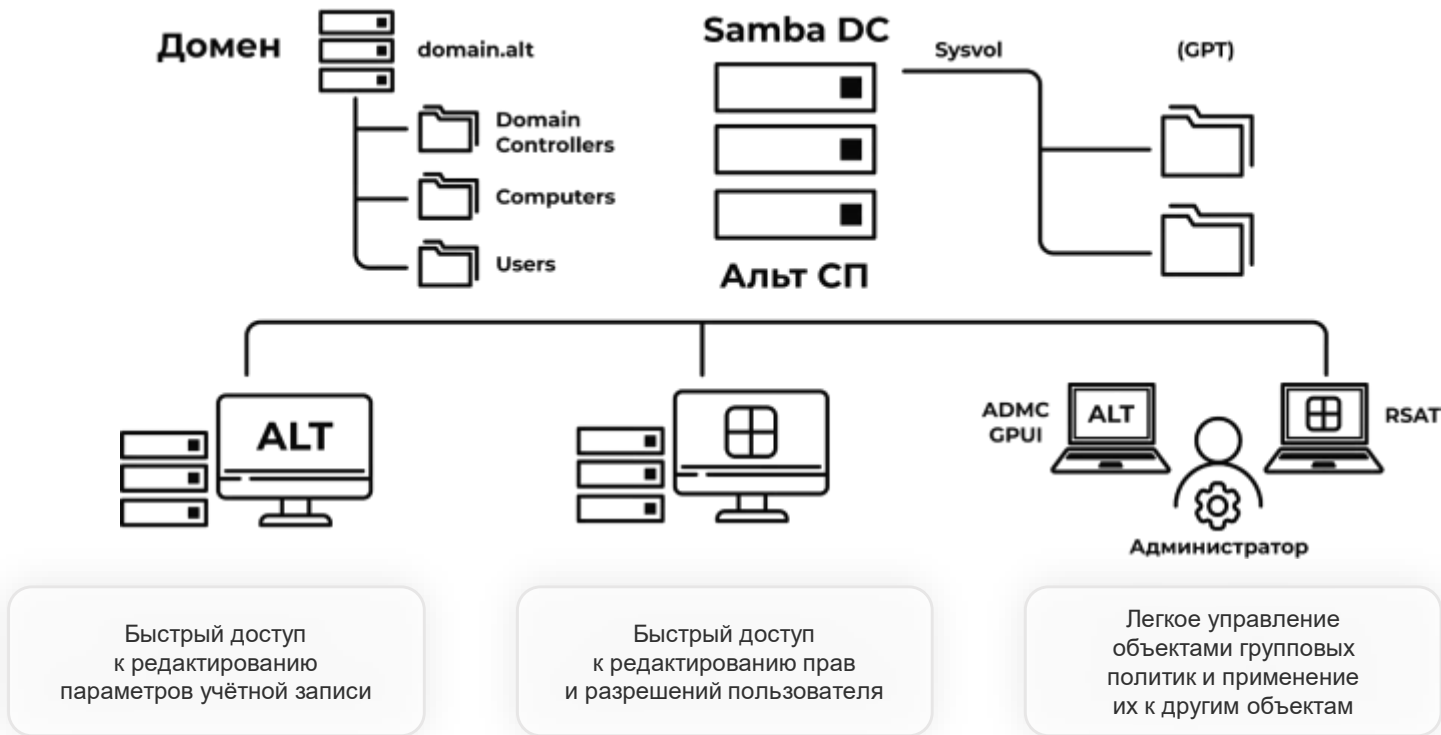 Домен
domain.alt
Domain
Controllers
Computers
Users
Samba DC
Альт СП
Sysvol
(GPT)
ALT
ADMC
GPUI
ALT
RSAT
Администратор
Быстрый доступ
к редактированию
параметров учётной записи
Быстрый доступ
к редактированию прав
и разрешений пользователя
Легкое управление
объектами групповых
политик и применение
их к другим объектам